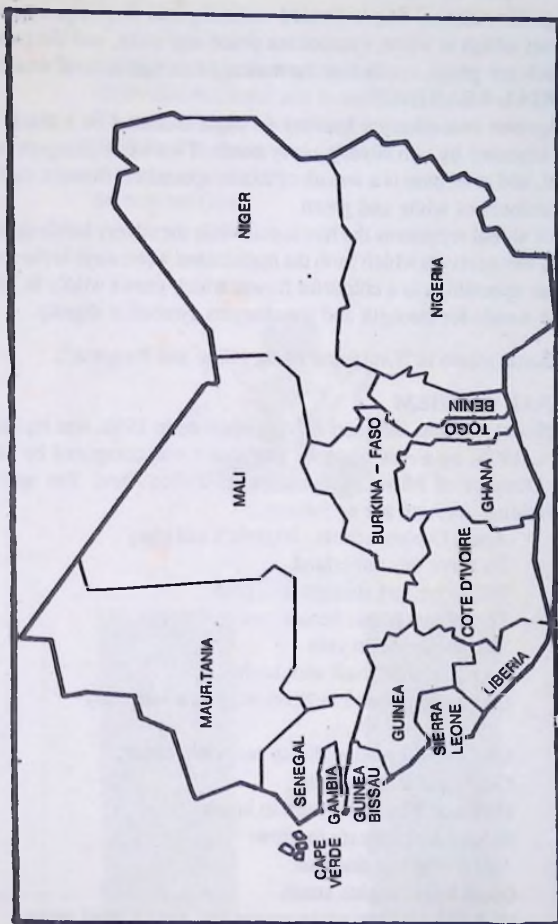 NIGER
MALI
NIGERIA
BURKINA - FASO
BENIN
TOGO
GHANA
MAURITANIA
COTE D'IVOIRE
SENEGAL
GAMBIA
GUINEA
BISSAU
GUINEA
SIERRA
LEONE
LIBERIA
CAPE
VERDE